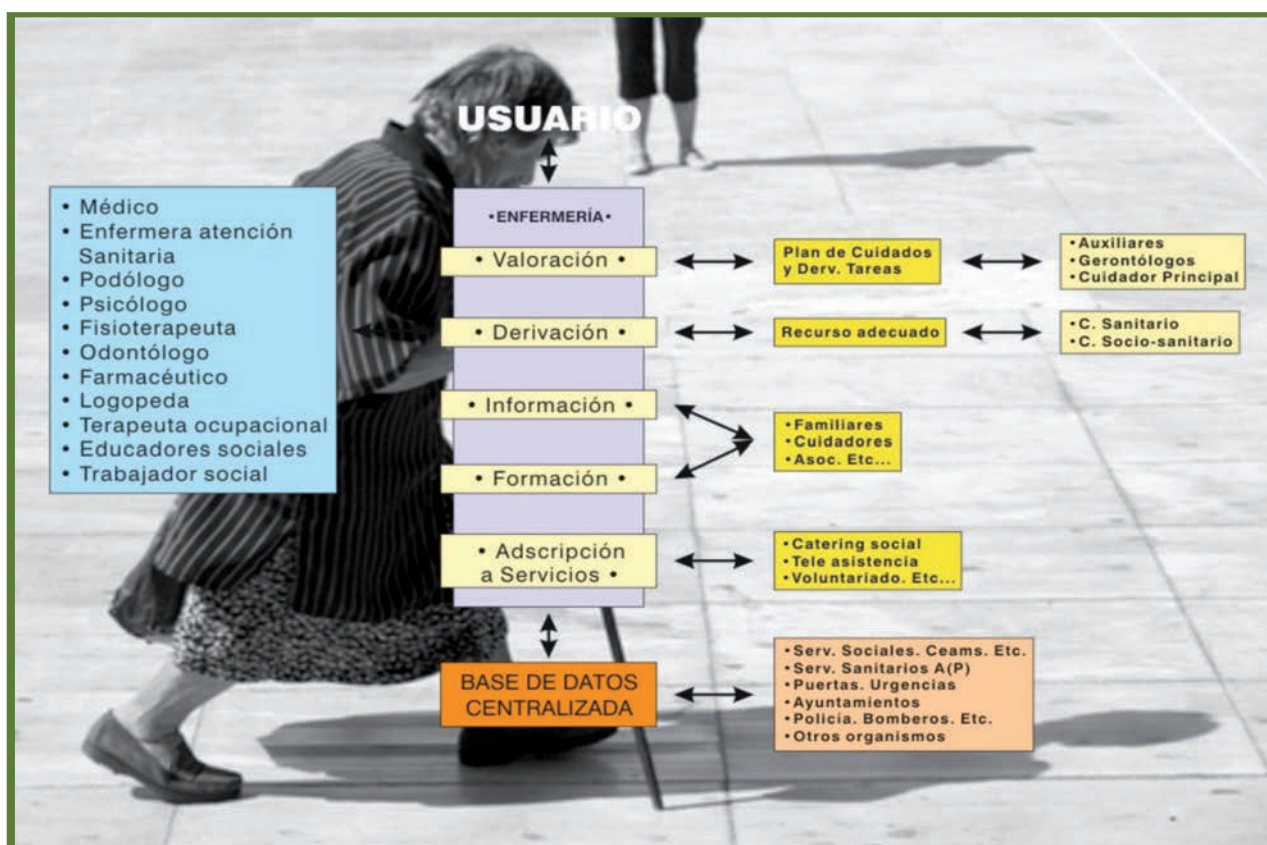 USUARIO
• Médico
• Enfermera atención
Sanitaria
• Podólogo
• Psicólogo
• Fisioterapeuta
• Odontólogo
• Farmacéutico
• Logopeda
• Terapeuta ocupacional
• Educadores sociales
• Trabajador social
•ENFERMERÍA•
• Valoración •
• Derivación •
• Información •
• Formación •
• Adscripción
a Servicios •
BASE DE DATOS
CENTRALIZADA
Plan de Cuidados
y Derv. Tareas
Recurso adecuado
•Familiares
•Cuidadores
•Asoc. Etc...
•Catering social
•Tele asistencia
•Voluntariado. Etc...
•Serv. Sociales. Ceams. Etc.
•Serv. Sanitarios A(P)
•Puertas. Urgencias
•Ayuntamientos
•Policía. Bomberos. Etc.
•Otros organismos
•Auxiliares
•Gerontólogos
•Cuidador Principal
•C. Sanitario
•C. Socio-sanitario